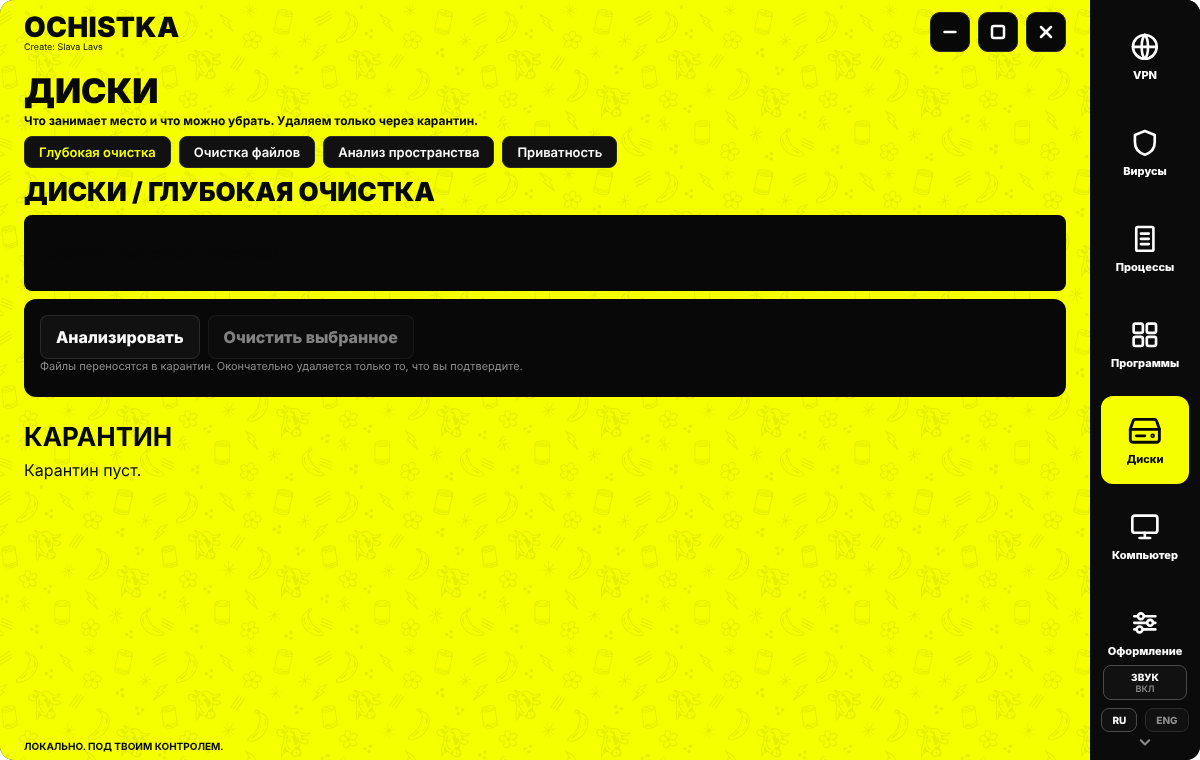 OCHISTKA
Create: Slava Lavs
ДИСКИ
Что занимает место и что можно убрать. Удаляем только через карантин.
Глубокая очистка
Очистка файлов
Анализ пространства
Приватность
ДИСКИ / ГЛУБОКАЯ ОЧИСТКА
Анализировать
Очистить выбранное
Файлы переносятся в карантин. Окончательно удаляется только то, что вы подтвердите.
КАРАНТИН
Карантин пуст.
ЛОКАЛЬНО. ПОД ТВОИМ КОНТРОЛЕМ.
VPN
Вирусы
Процессы
Программы
Диски
Компьютер
Оформление
ЗВУК
ВКЛ
RU
ENG